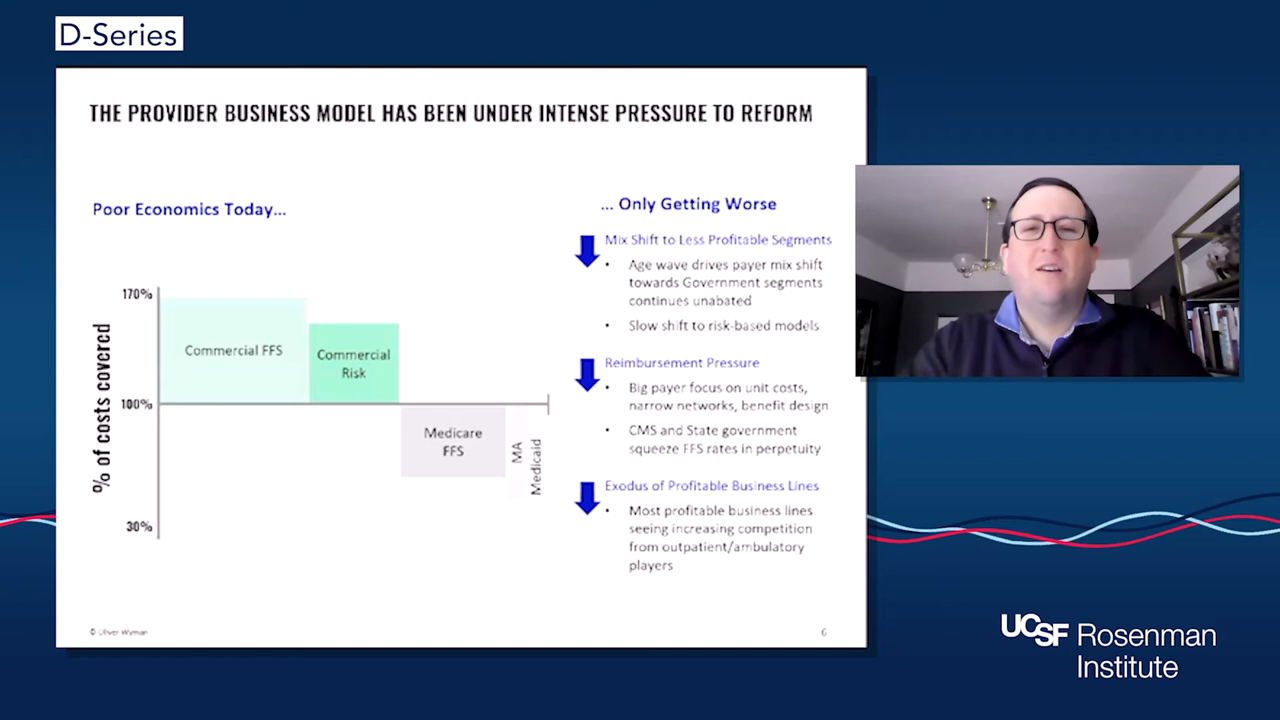 D-Series
THE PROVIDER BUSINESS MODEL HAS BEEN UNDER INTENSE PRESSURE TO REFORM
Poor Economics Today...
170%
100%
30%
% of costs covered
Commercial FFS
Commercial
Risk
Medicare
FFS
MA
Medicaid
... Only Getting Worse
Mix Shift to Less Profitable Segments
• Age wave drives payer mix shift
towards Government segments
continues unabated
• Slow shift to risk-based models
Reimbursement Pressure
• Big payer focus on unit costs,
narrow networks, benefit design
• CMS and State government
squeeze FFS rates in perpetuity
Exodus of Profitable Business Lines
• Most profitable business lines
seeing increasing competition
from outpatient/ambulatory
players
© Oliver Wyman
6
UCSF Rosenman
Institute